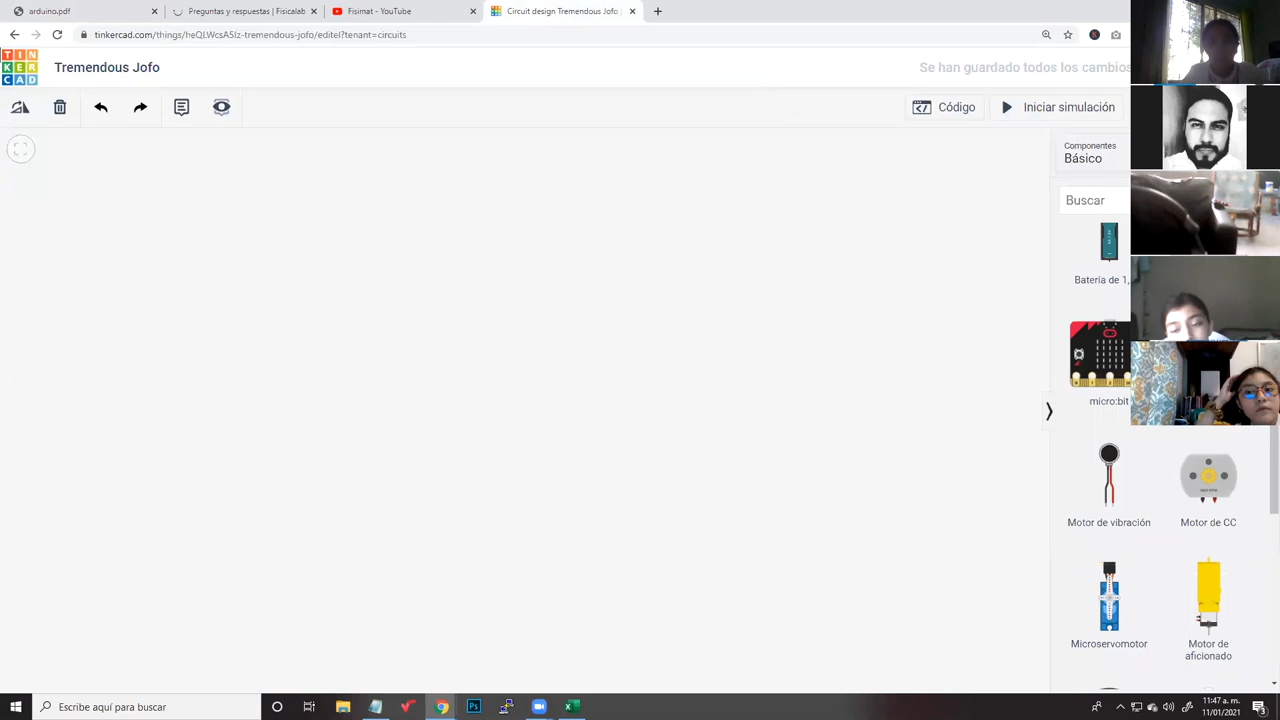 arduino.pdf
Preguntas y respuestas | Fisicalab
Fisimat - YouTube
Circuit design Tremendous Jofo |
tinkercad.com/things/heQLWcsA5Iz-tremendous-jofo/editel?tenant=circuits
TIN
KER
CAD
Tremendous Jofo
Se han guardado todos los cambios
Código
Iniciar simulación
Componentes
Básico
Buscar
Batería de 1,
micro:bit
Motor de vibración
Motor de CC
Microservomotor
Motor de
aficionado
Escribe aquí para buscar
Ps
11:47 a. m.
11/01/2021
3